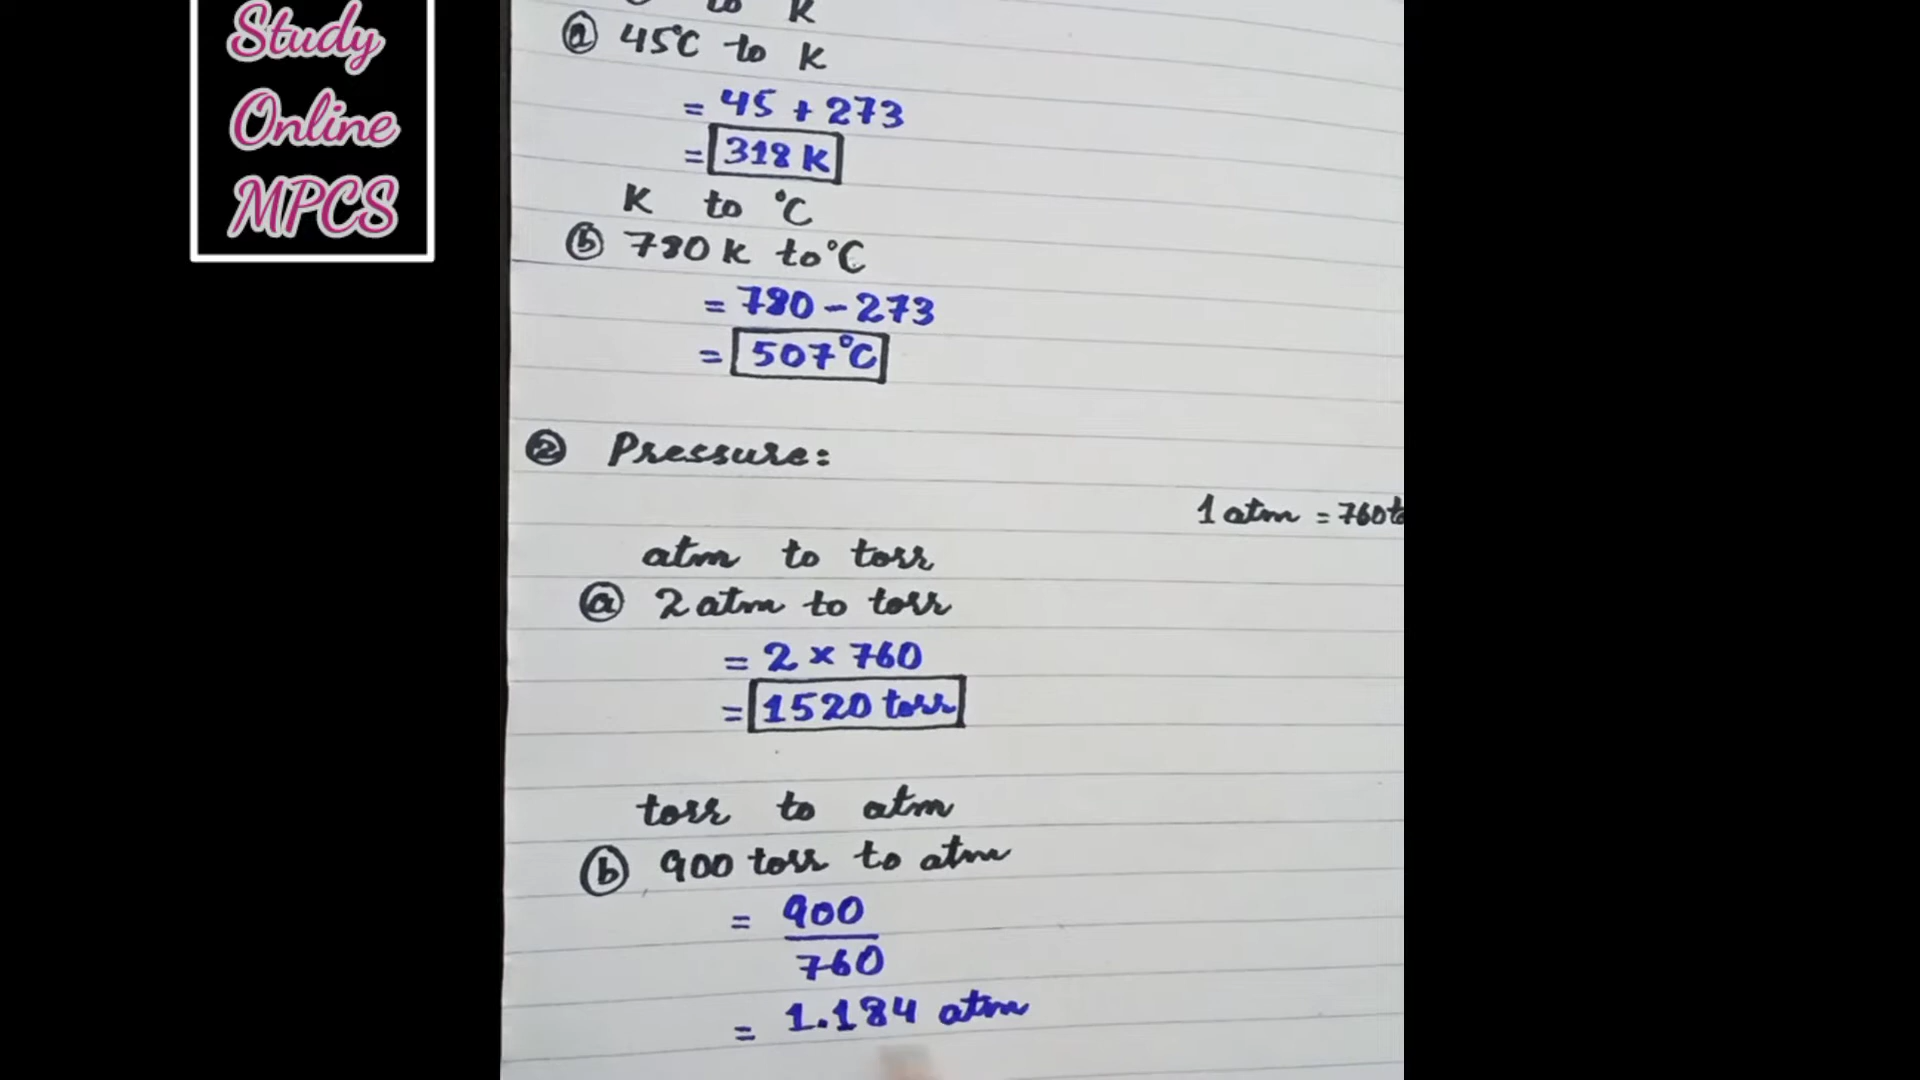 Study
Online
MPCS
to K
ⓐ 45°C to K
= 45 + 273
= 318 K
K to °C
ⓑ 780 K to °C
= 780 - 273
= 507°C
② Pressure:
1 atm = 760 to
atm to torr
ⓐ 2 atm to torr
= 2 × 760
= 1520 torr
torr to atm
ⓑ 900 torr to atm
= 900
760
= 1.184 atm